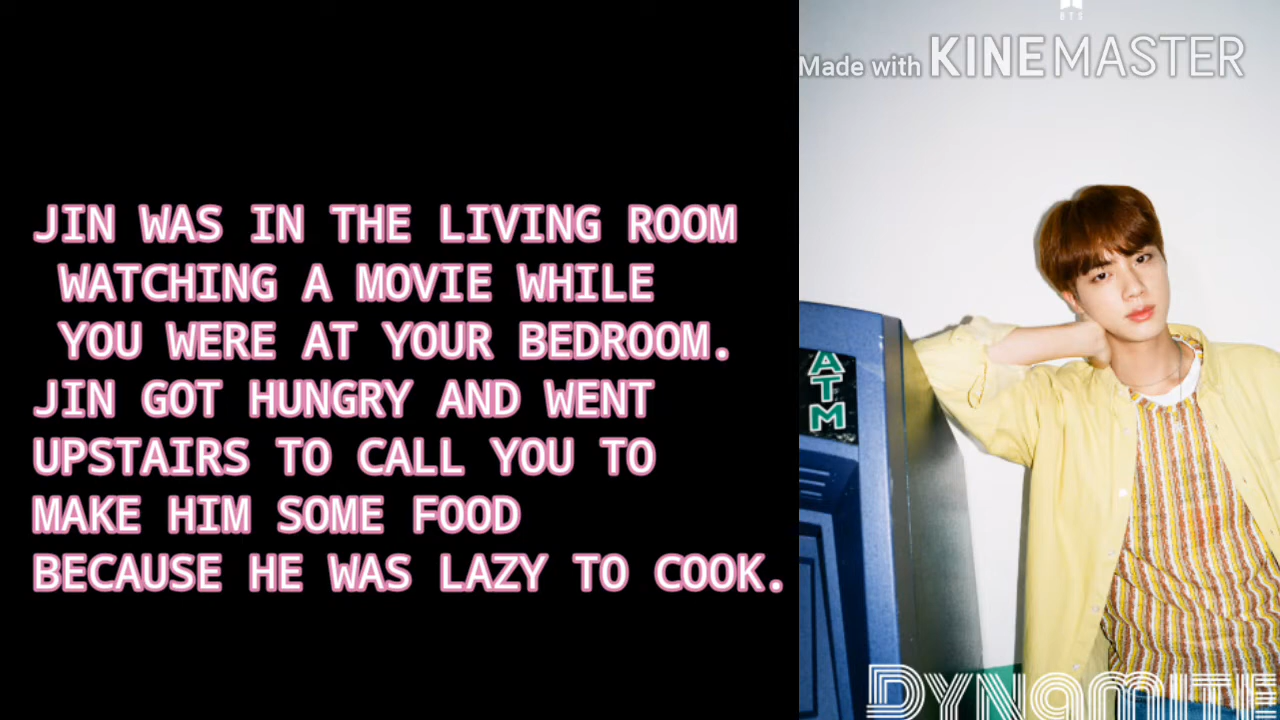 JIN WAS IN THE LIVING ROOM
WATCHING A MOVIE WHILE
YOU WERE AT YOUR BEDROOM.
JIN GOT HUNGRY AND WENT
UPSTAIRS TO CALL YOU TO
MAKE HIM SOME FOOD
BECAUSE HE WAS LAZY TO COOK.
BTS
Made with KINEMASTER
ATM
DYNAMITE